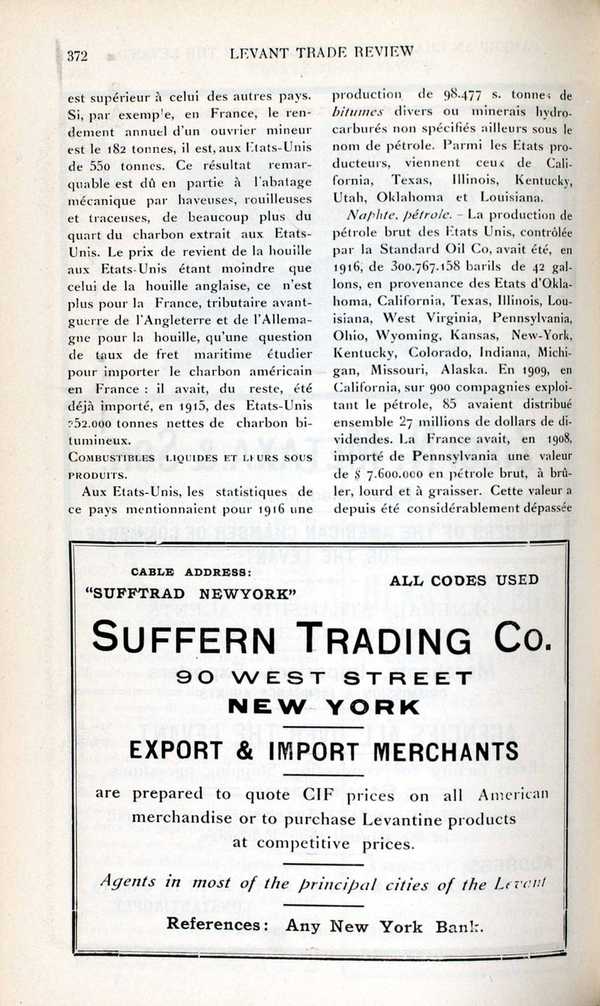 372
LEVANT TRADE REVIEW
est supérieur à celui des autres pays.
Si, par exemp'e, en France, le ren-
dement annuel d'un ouvrier mineur
est le 182 tonnes, il est, aux Etats-Unis
de 550 tonnes. Ce résultat remar-
quable est dû en partie à l'abatage
mécanique par haveuses, rouilleuses
et traceuses, de beaucoup plus du
quart du charbon extrait aux Etats-
Unis. Le prix de revient de la houille
aux Etats-Unis étant moindre que
celui de la houille anglaise, ce n'est
plus pour la France, tributaire avant-
guerre de l'Angleterre et de l'Allema-
gne pour la houille, qu'une question
de taux de fret maritime étudier
pour importer le charbon américain
en France : il avait, du reste, été
déjà importé, en 1915, des Etats-Unis
252.000 tonnes nettes de charbon bi-
tumineux.
COMBUSTIBLES LIQUIDES ET LEURS SOUS
PRODUITS.
Aux Etats-Unis, les statistiques de
ce pays mentionnaient pour 1916 une
production de 98.477 s. tonnes de
bitumes divers ou minerais hydro-
carburés non spécifiés ailleurs sous le
nom de pétrole. Parmi les Etats pro-
ducteurs, viennent ceux de Cali-
fornia, Texas, Illinois, Kentucky,
Utah, Oklahoma et Louisiana.
Naphte, pétrole. - La production de
pétrole brut des Etats Unis, contrôlée
par la Standard Oil Co, avait été, en
1916, de 300.767.158 barils de 42 gal-
lons, en provenance des Etats d'Okla-
homa, California, Texas, Illinois, Lou-
isiana, West Virginia, Pennsylvania,
Ohio, Wyoming, Kansas, New-York,
Kentucky, Colorado, Indiana, Michi-
gan, Missouri, Alaska. En 1909, en
California, sur 900 compagnies exploi-
tant le pétrole, 85 avaient distribué
ensemble 27 millions de dollars de di-
videndes. La France avait, en 1908,
importé de Pennsylvania une valeur
de $ 7.600.000 en pétrole brut, à brû-
ler, lourd et à graisser. Cette valeur a
depuis été considérablement dépassée
CABLE ADDRESS:
"SUFFTRAD NEWYORK"
ALL CODES USED
SUFFERN TRADING CO.
90 WEST STREET
NEW YORK
EXPORT & IMPORT MERCHANTS
are prepared to quote CIF prices on all American
merchandise or to purchase Levantine products
at competitive prices.
Agents in most of the principal cities of the Levant
References: Any New York Bank.